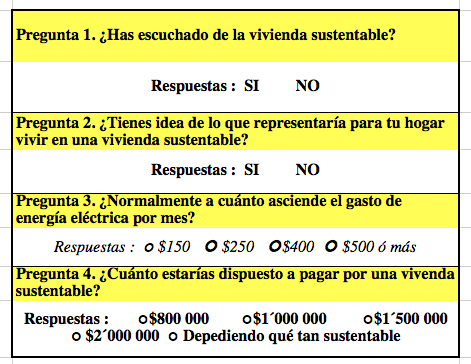 Pregunta 1. ¿Has escuchado de la vivienda sustentable?
Respuestas : SI NO
Pregunta 2. ¿Tienes idea de lo que representaría para tu hogar
vivir en una vivienda sustentable?
Respuestas : SI NO
Pregunta 3. ¿Normalmente a cuánto asciende el gasto de
energía eléctrica por mes?
Respuestas : o $150 o $250 o $400 o $500 ó más
Pregunta 4. ¿Cuánto estarías dispuesto a pagar por una vivenda
sustentable?
Respuestas : o $800 000 o $1´000 000 o $1´500 000
o $2´000 000 o Depediendo qué tan sustentable